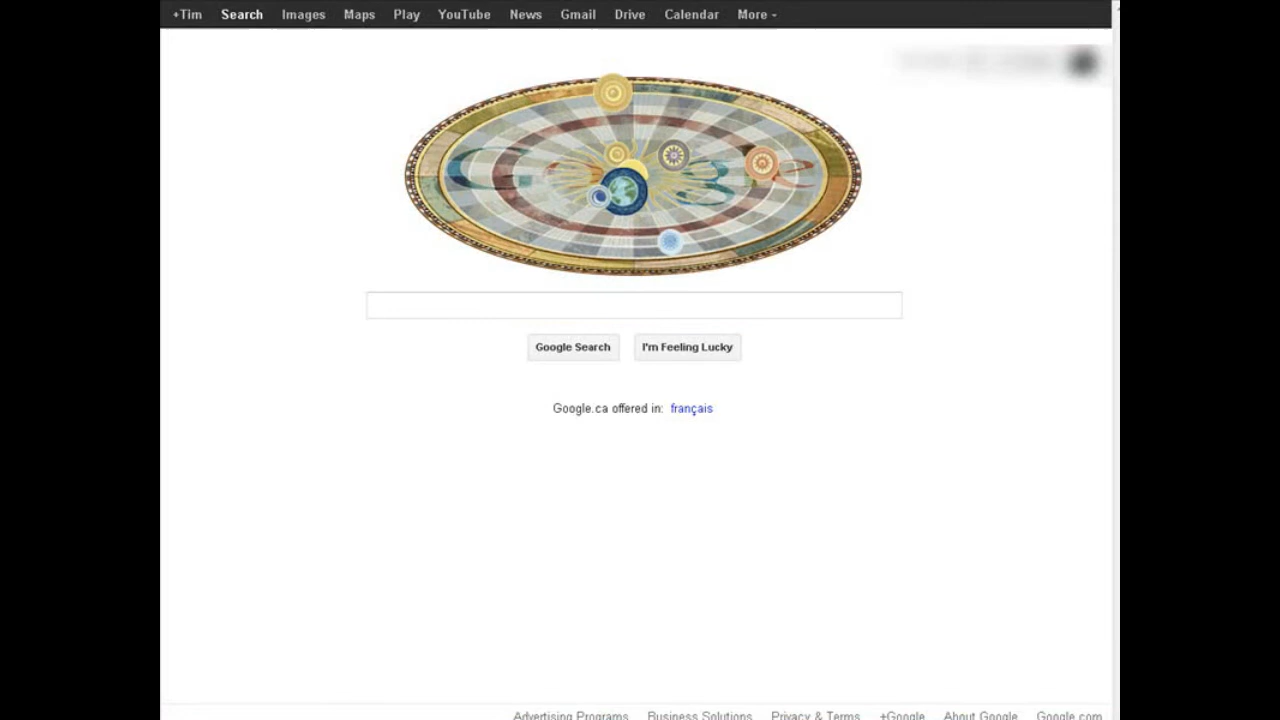 +Tim Search Images Maps Play YouTube News Gmail Drive Calendar More
Google Search I'm Feeling Lucky
Google.ca offered in: français
Advertising Programs Business Solutions Privacy & Terms +Google About Google Google.com